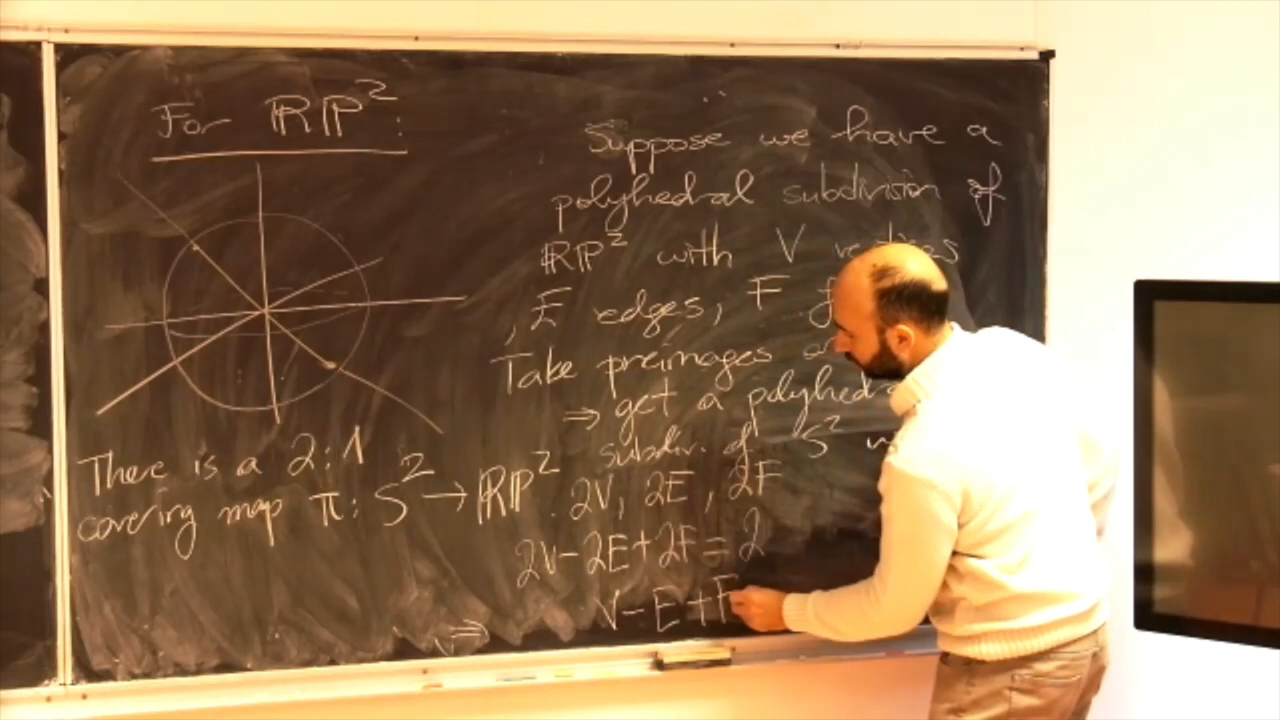 For ℝℙ²:
There is a 2:1
covering map π: S² → ℝℙ².
Suppose we have a
polyhedral subdivision of
ℝℙ² with V vertices
, E edges, F
Take preimages
⇒ get a polyhedral
subdiv. of S²
2V, 2E, 2F
2V-2E+2F=2
⇒ V-E+F